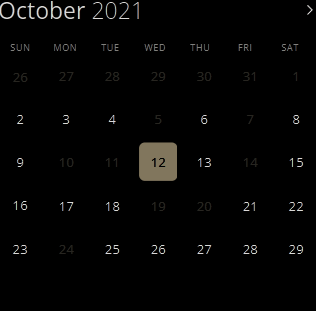 October 2021 >
SUN MON TUE WED THU FRI SAT
26 27 28 29 30 31 1
2 3 4 5 6 7 8
9 10 11 12 13 14 15
16 17 18 19 20 21 22
23 24 25 26 27 28 29